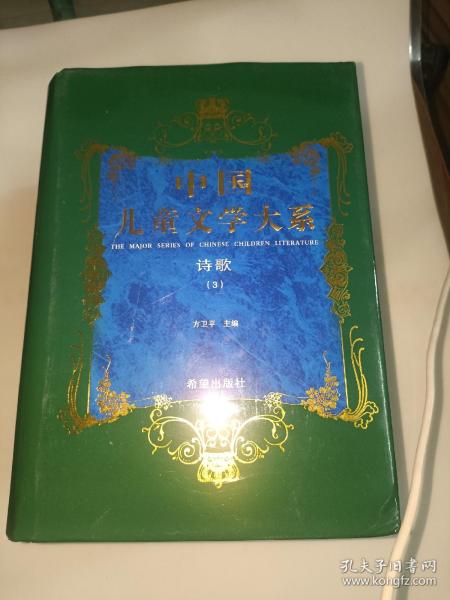 中国
儿童文学大系
THE MAJOR SERIES OF CHINESE CHILDREN LITERATURE
诗歌
(3)
方卫平 主编
希望出版社
孔夫子旧书网
www.kongfz.com